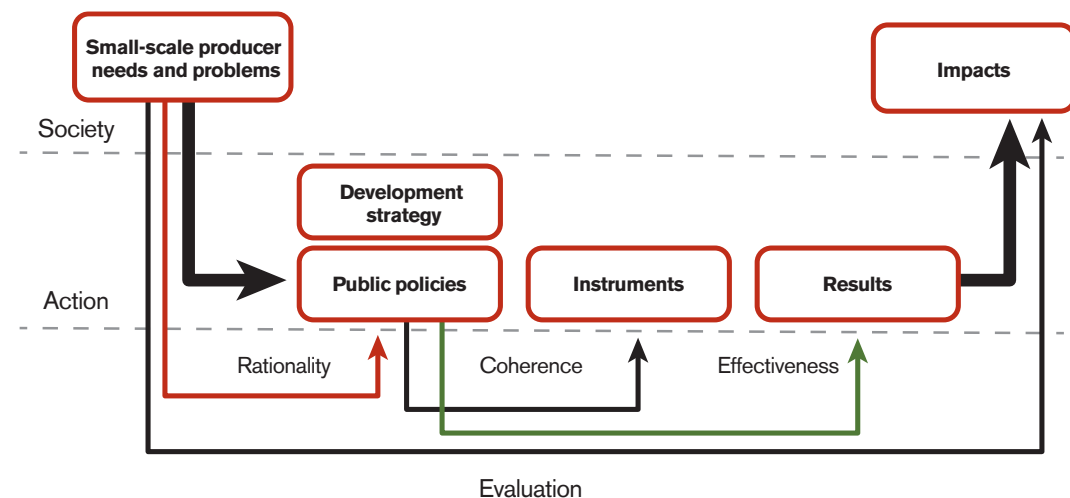 Small-scale producer
needs and problems
Impacts
Society
Development
strategy
Public policies
Instruments
Results
Action
Rationality
Coherence
Effectiveness
Evaluation